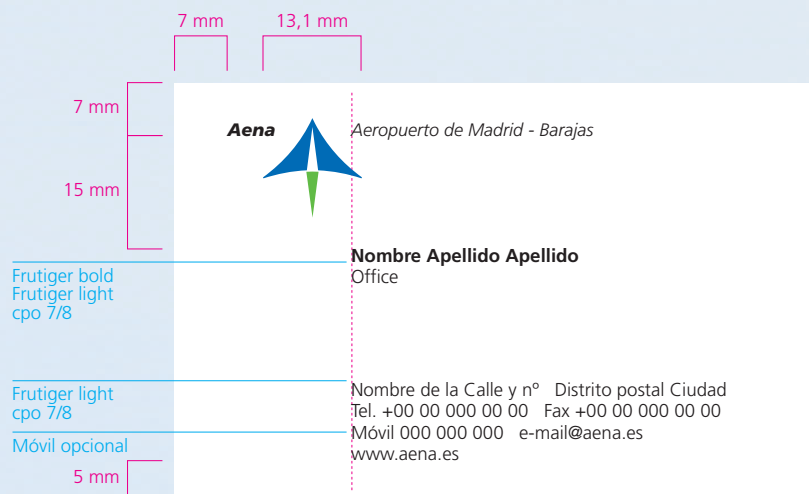 7 mm 13,1 mm
7 mm
Aena Aeropuerto de Madrid - Barajas
15 mm
Nombre Apellido Apellido
Office
Frutiger bold
Frutiger light
cpo 7/8
Frutiger light
cpo 7/8
Nombre de la Calle y nº Distrito postal Ciudad
Tel. +00 00 000 00 00 Fax +00 00 000 00 00
Móvil 000 000 000 e-mail@aena.es
www.aena.es
Móvil opcional
5 mm